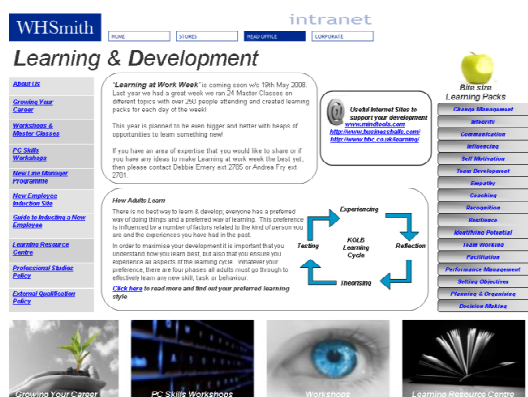 WHSmith
intranet
HOME
STORES
HEAD OFFICE
CORPORATE
Learning & Development
About Us
Growing Your
Career
Workshops &
Master Classes
PC Skills
Workshops
New Line Manager
Programme
New Employee
Induction Site
Guide to Inducting a New
Employee
Learning Resource
Centre
Professional Studies
Policy
External Qualification
Policy
'Learning at Work Week' is coming soon w/c 19th May 2008.
Last year we had a great week we ran 24 Master Classes on
different topics with over 250 people attending and created learning
packs for each day of the week!
This year is planned to be even bigger and better with heaps of
opportunities to learn something new!
If you have an area of expertise that you would like to share or if
you have any ideas to make Learning at work week the best yet,
then please contact Debbie Emery ext 2785 or Andrea Fry ext
2701.
Useful Internet Sites to
support your development
www.mindtools.com
http://www.businessballs.com/
http://www.bbc.co.uk/learning/
How Adults Learn
There is no best way to learn & develop, everyone has a preferred
way of doing things and a preferred way of learning. This preference
is influenced by a number of factors related to the kind of person you
are and the experiences you have had in the past.
In order to maximise your development it is important that you
understand how you learn best, but also that you ensure you
experience all aspects of the learning cycle. Whatever your
preference, there are four phases all adults must go through to
effectively learn any new skill, task or behaviour.
Click here to read more and find out your preferred learning
style
Experiencing
Testing
KOLB
Learning
Cycle
Reflection
Theorising
Bite size
Learning Packs
Change Management
Integrity
Communication
Influencing
Self Motivation
Team Development
Empathy
Coaching
Recognition
Resilience
Identifying Potential
Team Working
Facilitation
Performance Management
Setting Objectives
Planning & Organising
Decision Making
Growing Your Career
PC Skills Workshops
Workshops
Learning Resource Centre